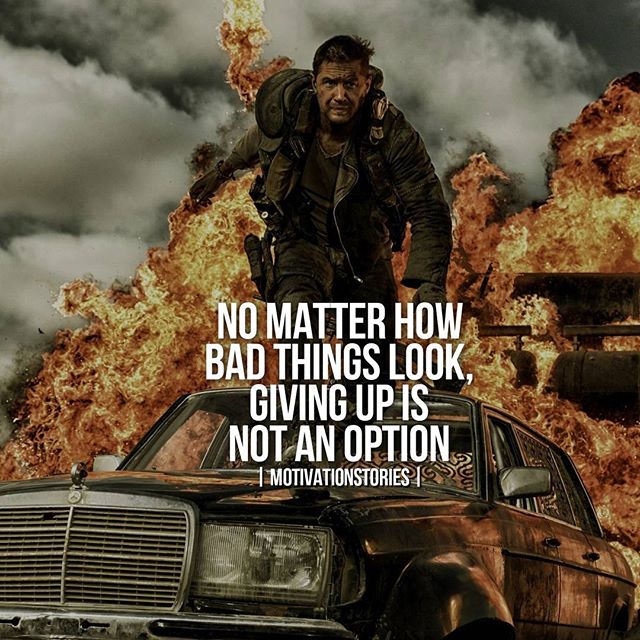 NO MATTER HOW
BAD THINGS LOOK,
GIVING UP IS
NOT AN OPTION
| MOTIVATIONSTORIES |